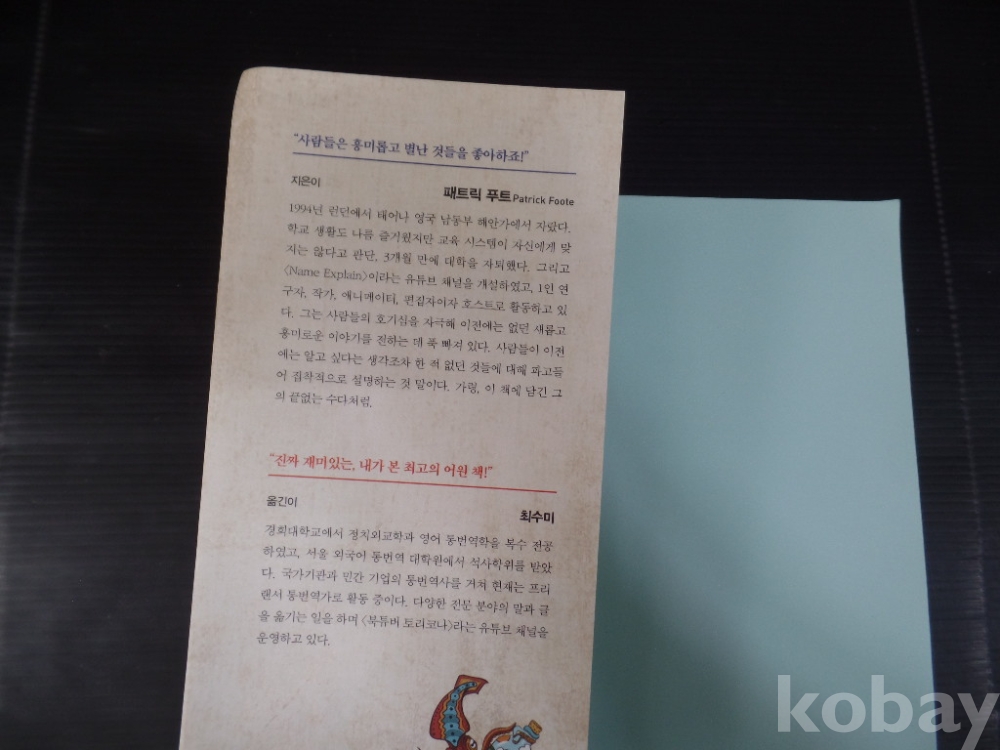 “사람들은 흥미롭고 별난 것들을 좋아하죠!”
지은이
패트릭 푸트 Patrick Foote
1994년 런던에서 태어나 영국 남동부 해안가에서 자랐다.
학교 생활도 나름 즐거웠지만 교육 시스템이 자신에게 맞
지는 않다고 판단, 3개월 만에 대학을 자퇴했다. 그리고
〈Name Explain〉이라는 유튜브 채널을 개설하였고, 1인 연
구자, 작가, 애니메이터, 편집자이자 호스트로 활동하고 있
다. 그는 사람들의 호기심을 자극해 이전에는 없던 새롭고
흥미로운 이야기를 전하는 데 푹 빠져 있다. 사람들이 이전
에는 알고 싶다는 생각조차 한 적 없던 것들에 대해 파고들
어 집착적으로 설명하는 것 말이다. 가령, 이 책에 담긴 그
의 끝없는 수다처럼.
“진짜 재미있는, 내가 본 최고의 어원 책!”
옮긴이
최수미
경희대학교에서 정치외교학과 영어 통번역학을 복수 전공
하였고, 서울 외국어 통번역 대학원에서 석사학위를 받았
다. 국가기관과 민간 기업의 통번역사를 거쳐 현재는 프리
랜서 통번역가로 활동 중이다. 다양한 전문 분야의 말과 글
을 옮기는 일을 하며 〈북튜버 토리코나〉라는 유튜브 채널을
운영하고 있다.
kobay